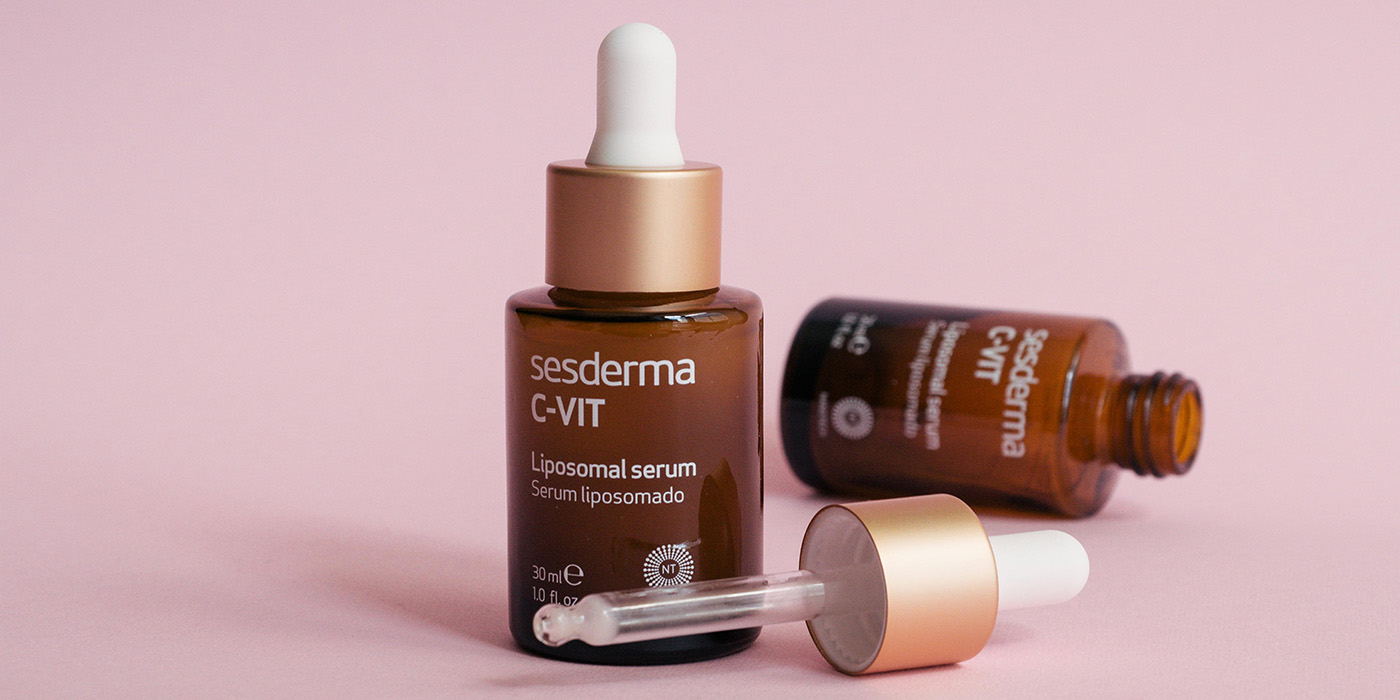 sesderma
C-VIT
Liposomal serum
Serum liposomado
30 ml e
1.0 fl. oz
NT
sesderma
C-VIT
Liposomal serum
Serum liposomado